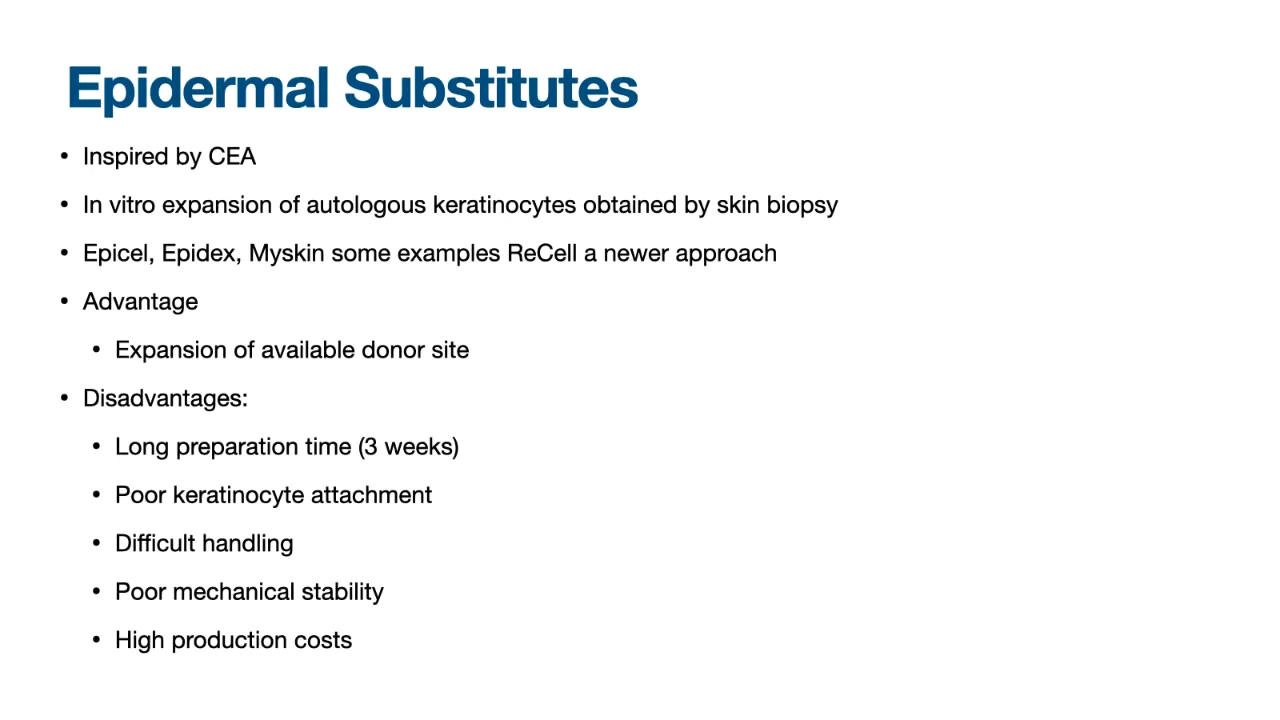 Epidermal Substitutes
• Inspired by CEA
• In vitro expansion of autologous keratinocytes obtained by skin biopsy
• Epicel, Epidex, Myskin some examples ReCell a newer approach
• Advantage
• Expansion of available donor site
• Disadvantages:
• Long preparation time (3 weeks)
• Poor keratinocyte attachment
• Difficult handling
• Poor mechanical stability
• High production costs